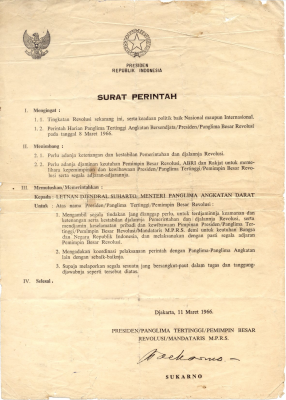 PRESIDEN
REPUBLIK INDONESIA
SURAT PERINTAH
I. Mengingat :
1.1. Tingkatan Revolusi sekarang ini, serta keadaan politik baik Nasional maupun Internasional.
1.2. Perintah Harian Panglima Tertinggi Angkatan Bersendjata/Presiden/Panglima Besar Revolusi
pada tanggal 8 Maret 1966.
II. Menimbang :
2.1. Perlu adanja ketenangan dan kestabilan Pemerintahan dan djalannja Revolusi.
2.2. Perlu adanja djaminan keutuhan Pemimpin Besar Revolusi, ABRI dan Rakjat untuk meme-
lihara kepemimpinan dan kewibawaan Presiden/Panglima Tertinggi/Pemimpin Besar Revo-
lusi serta segala adjaran-adjarannja.
III. Memutuskan/Memerintahkan :
Kepada : LETNAN DJENDRAL SUHARTO, MENTERI PANGLIMA ANGKATAN DARAT
Untuk : Atas nama Presiden/Panglima Tertinggi/Pemimpin Besar Revolusi :
1. Mengambil segala tindakan jang dianggap perlu, untuk terdjaminnja keamanan dan
ketenangan serta kestabilan djalannja Pemerintahan dan djalannja Revolusi, serta
mendjamin keselamatan pribadi dan kewibawaan Pimpinan Presiden/Panglima Ter-
tinggi/Pemimpin Besar Revolusi/Mandataris M.P.R.S. demi untuk keutuhan Bangsa
dan Negara Republik Indonesia, dan melaksanakan dengan pasti segala adjaran
Pemimpin Besar Revolusi.
2. Mengadakan koordinasi pelaksanaan perintah dengan Panglima-Panglima Angkatan
lain dengan sebaik-baiknja.
3. Supaja melaporkan segala sesuatu jang bersangkut-paut dalam tugas dan tanggung-
djawabnja seperti tersebut diatas.
IV. Selesai.
Djakarta, 11 Maret 1966.
PRESIDEN/PANGLIMA TERTINGGI/PEMIMPIN BESAR
REVOLUSI/MANDATARIS M.P.R.S.
Soekarno
SUKARNO